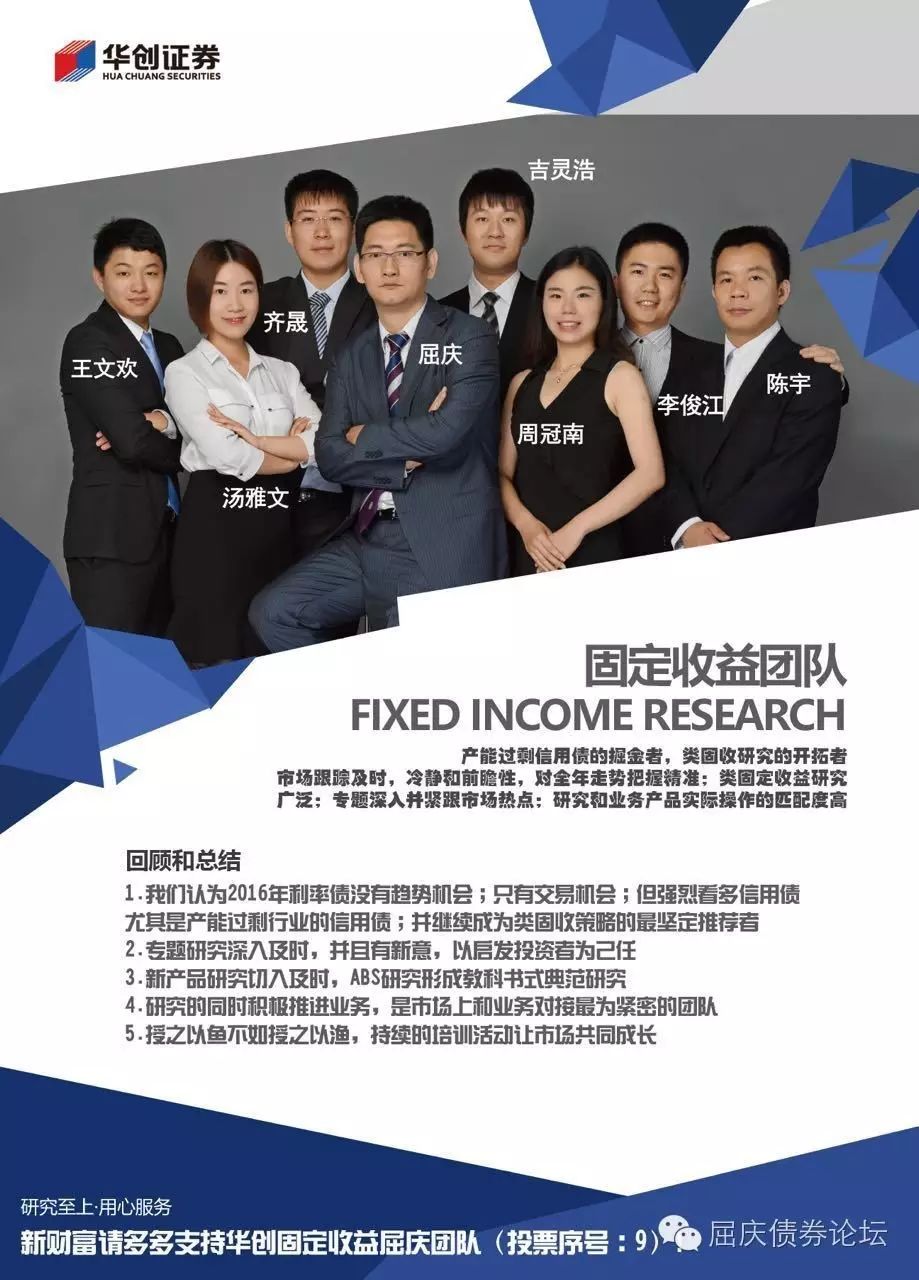 华创证券
HUA CHUANG SECURITIES
吉灵浩
齐晟
屈庆
王文欢
陈宇
李俊江
周冠南
汤雅文
固定收益团队
FIXED INCOME RESEARCH
产能过剩信用债的掘金者，类固收研究的开拓者
市场跟踪及时，冷静和前瞻性，对全年走势把握精准；类固定收益研究
广泛；专题深入并紧跟市场热点；研究和业务产品实际操作的匹配度高
回顾和总结
1.我们认为2016年利率债没有趋势机会；只有交易机会；但强烈看多信用债
尤其是产能过剩行业的信用债；并继续成为类固收策略的最坚定推荐者
2.专题研究深入及时，并且有新意，以启发投资者为己任
3.新产品研究切入及时，ABS研究形成教科书式典范研究
4.研究的同时积极推进业务，是市场上和业务对接最为紧密的团队
5.授之以鱼不如授之以渔，持续的培训活动让市场共同成长
研究至上·用心服务
新财富请多多支持华创固定收益屈庆团队（投票序号：9）！
屈庆债券论坛